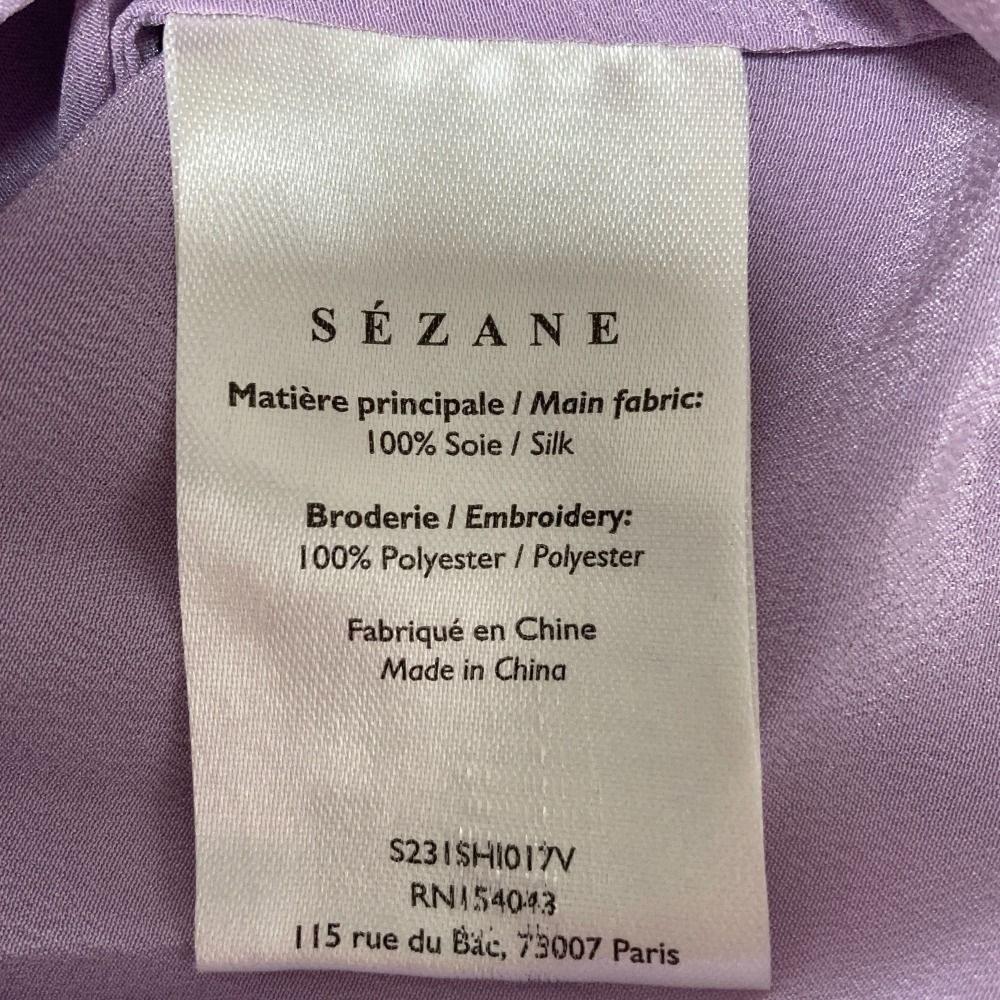 SÉZANE
Matière principale / Main fabric:
100% Soie / Silk
Broderie / Embroidery:
100% Polyester / Polyester
Fabriqué en Chine
Made in China
S231SHI017V
RN154043
115 rue du Bac, 75007 Paris